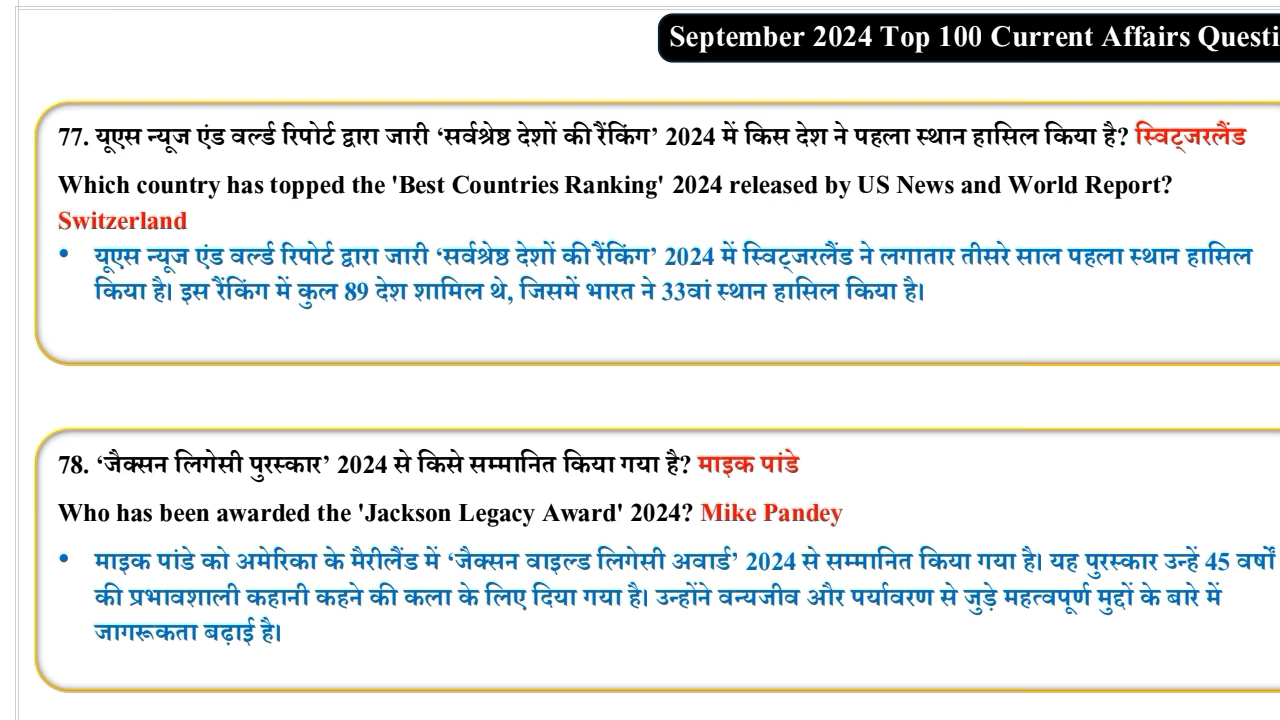 September 2024 Top 100 Current Affairs Questi
77. यूएस न्यूज एंड वर्ल्ड रिपोर्ट द्वारा जारी ‘सर्वश्रेष्ठ देशों की रैंकिंग’ 2024 में किस देश ने पहला स्थान हासिल किया है? स्विट्जरलैंड
Which country has topped the 'Best Countries Ranking' 2024 released by US News and World Report?
Switzerland
• यूएस न्यूज एंड वर्ल्ड रिपोर्ट द्वारा जारी ‘सर्वश्रेष्ठ देशों की रैंकिंग’ 2024 में स्विट्जरलैंड ने लगातार तीसरे साल पहला स्थान हासिल
किया है। इस रैंकिंग में कुल 89 देश शामिल थे, जिसमें भारत ने 33वां स्थान हासिल किया है।
78. ‘जैक्सन लिगेसी पुरस्कार’ 2024 से किसे सम्मानित किया गया है? माइक पांडे
Who has been awarded the 'Jackson Legacy Award' 2024? Mike Pandey
• माइक पांडे को अमेरिका के मैरीलैंड में ‘जैक्सन वाइल्ड लिगेसी अवार्ड’ 2024 से सम्मानित किया गया है। यह पुरस्कार उन्हें 45 वर्षों
की प्रभावशाली कहानी कहने की कला के लिए दिया गया है। उन्होंने वन्यजीव और पर्यावरण से जुड़े महत्वपूर्ण मुद्दों के बारे में
जागरूकता बढ़ाई है।